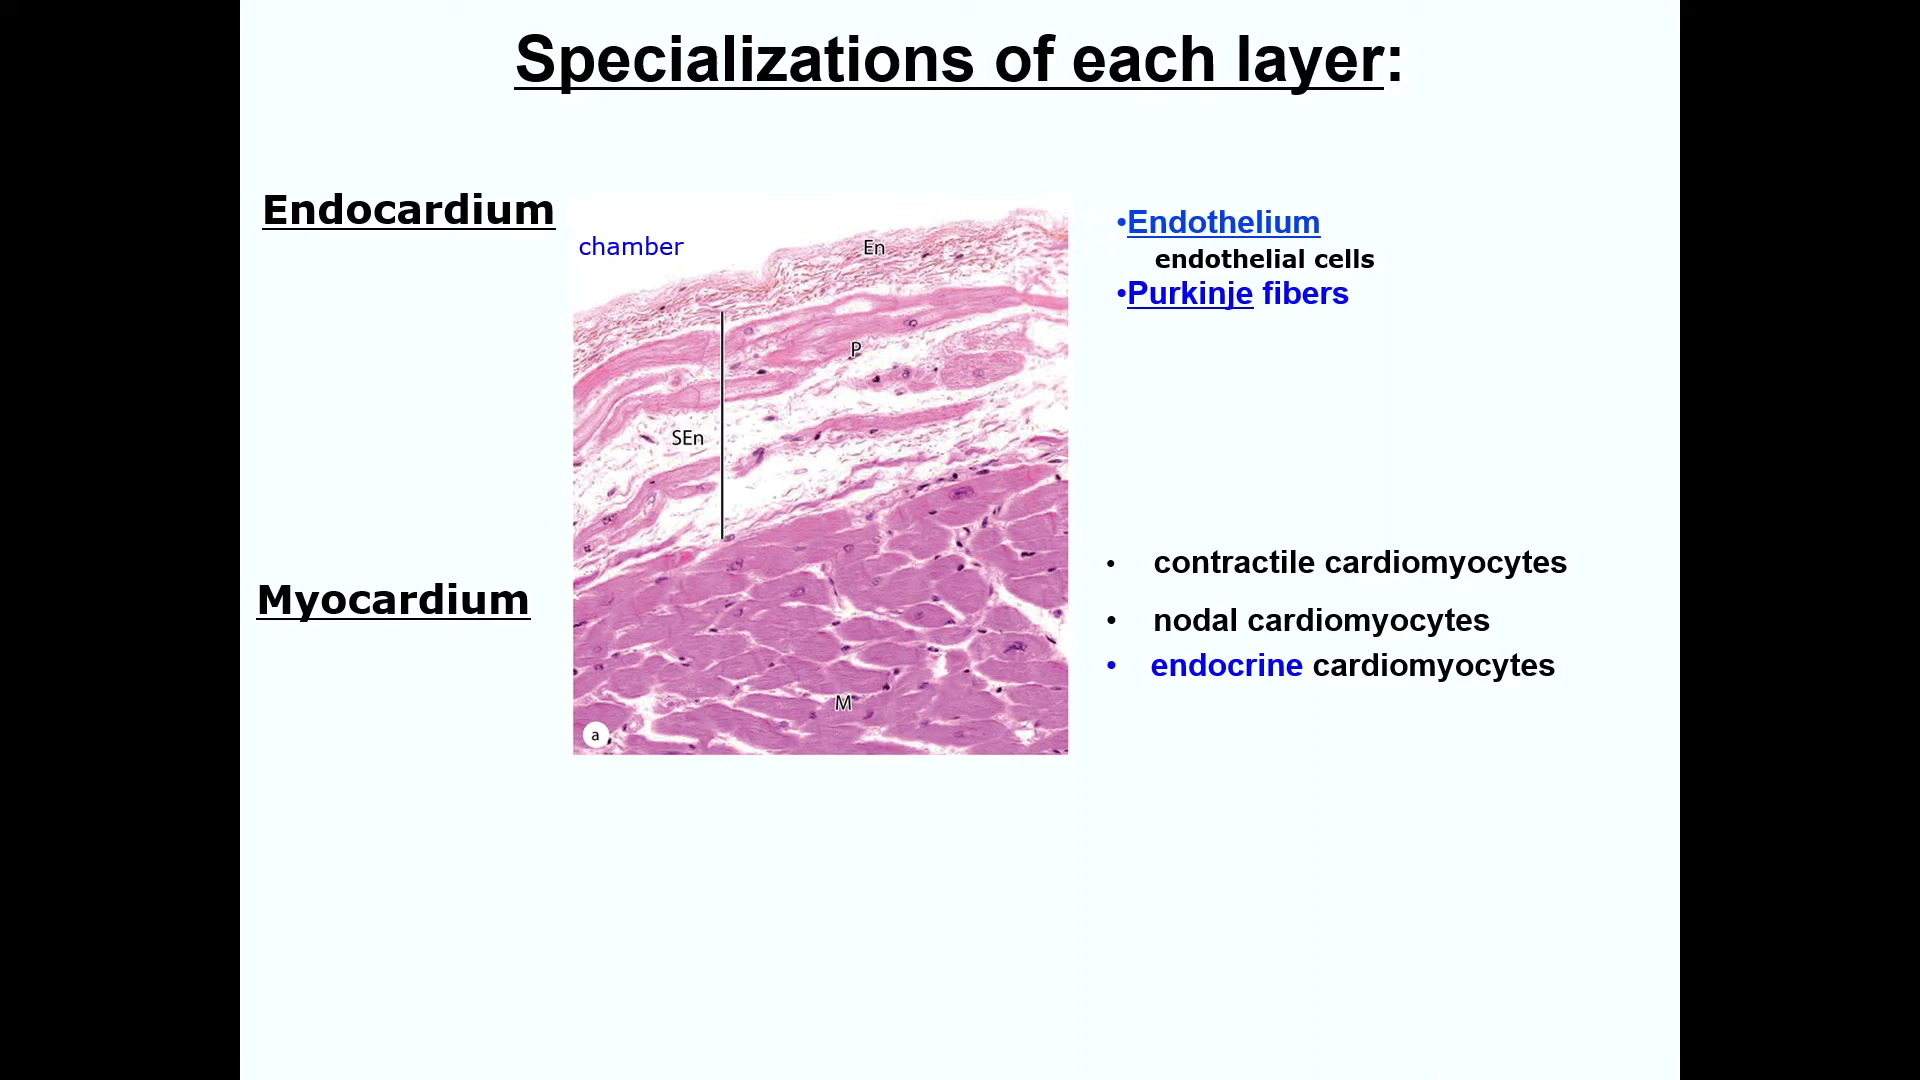 Specializations of each layer:
Endocardium
chamber
En
P
SEn
•Endothelium
endothelial cells
•Purkinje fibers
Myocardium
M
a
• contractile cardiomyocytes
• nodal cardiomyocytes
• endocrine cardiomyocytes